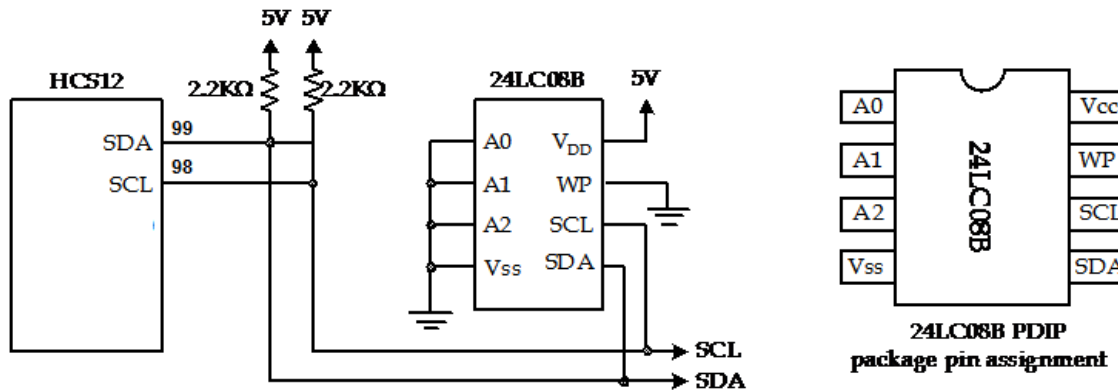 5V 5V
HCS12
2.2KΩ
2.2KΩ
24LC08B
5V
SDA
99
SCL
98
A0
VDD
A1
WP
A2
SCL
Vss
SDA
SCL
SDA
A0
Vcc
A1
WP
A2
SCL
Vss
SDA
24LC08B
24LC08B PDIP
package pin assignment